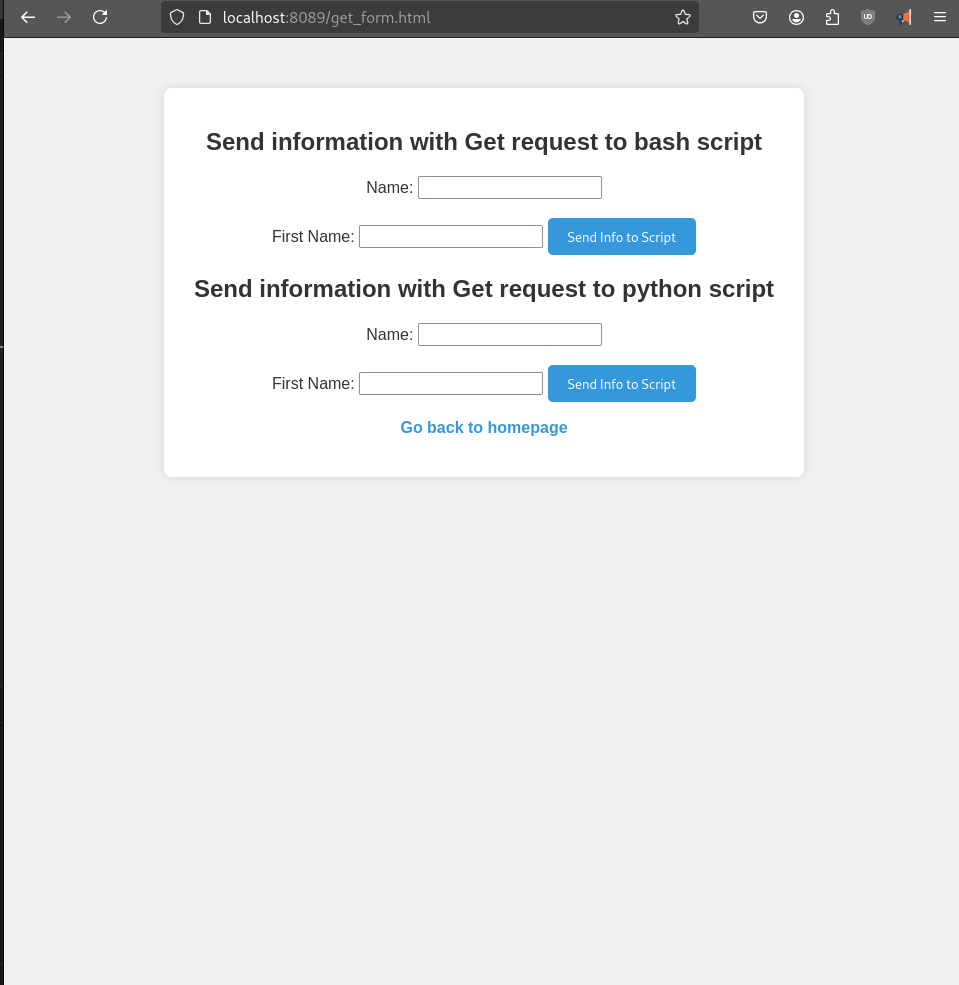 localhost:8089/get_form.html
Send information with Get request to bash script
Name:
First Name: Send Info to Script
Send information with Get request to python script
Name:
First Name: Send Info to Script
Go back to homepage